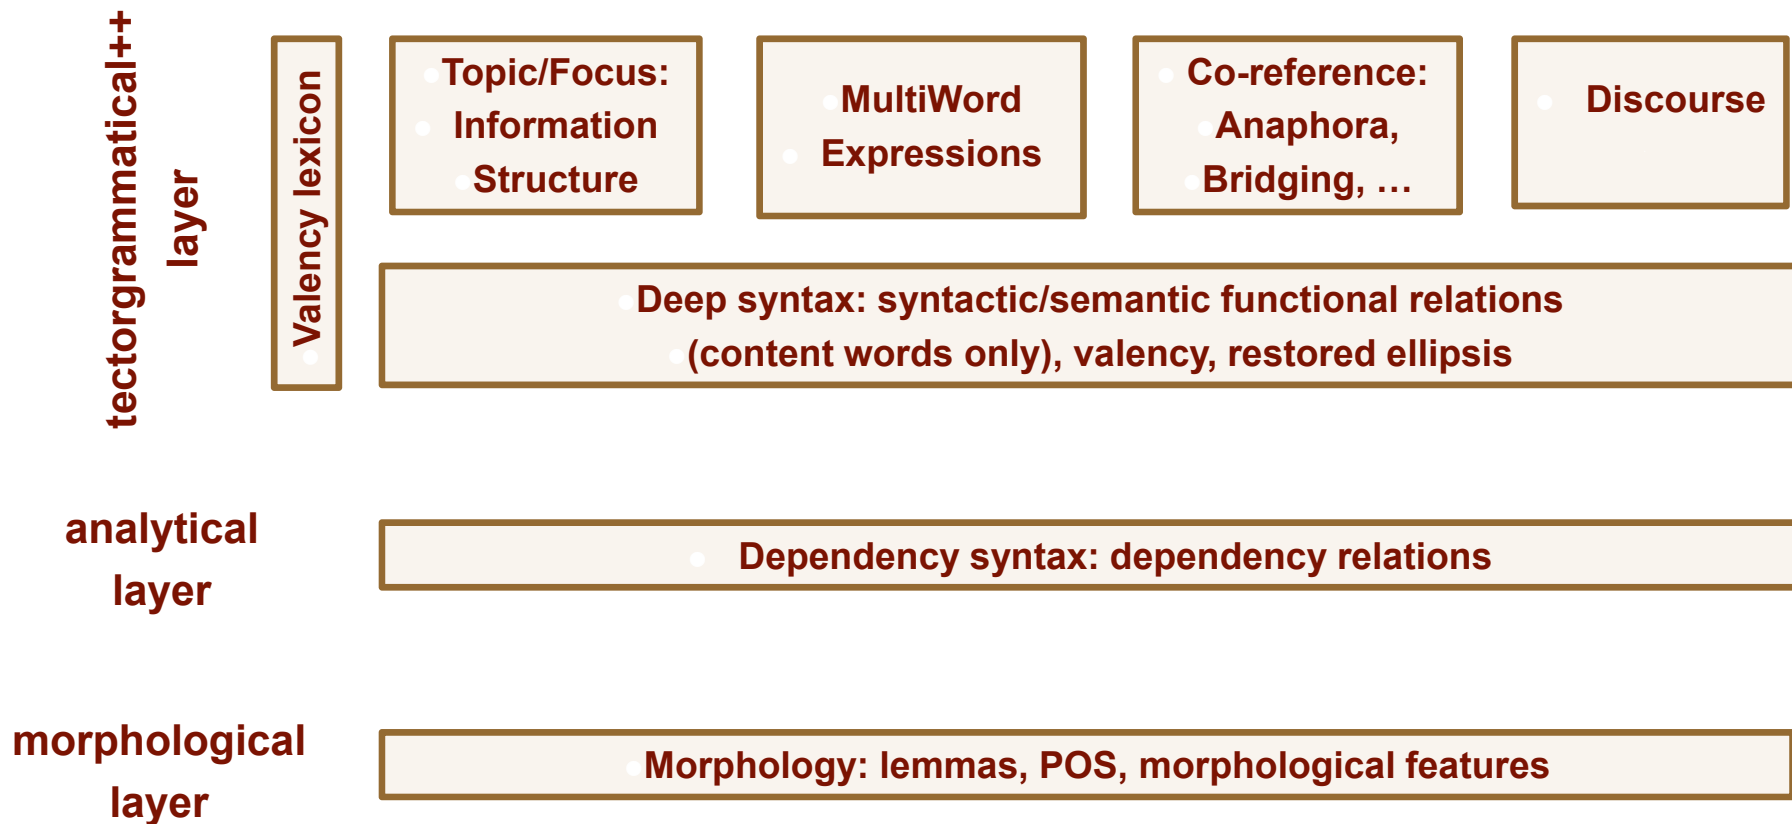 tectorgrammatical++
layer
Valency lexicon
Topic/Focus:
Information
Structure
MultiWord
Expressions
Co-reference:
Anaphora,
Bridging, …
Discourse
Deep syntax: syntactic/semantic functional relations
(content words only), valency, restored ellipsis
analytical
layer
Dependency syntax: dependency relations
morphological
layer
Morphology: lemmas, POS, morphological features